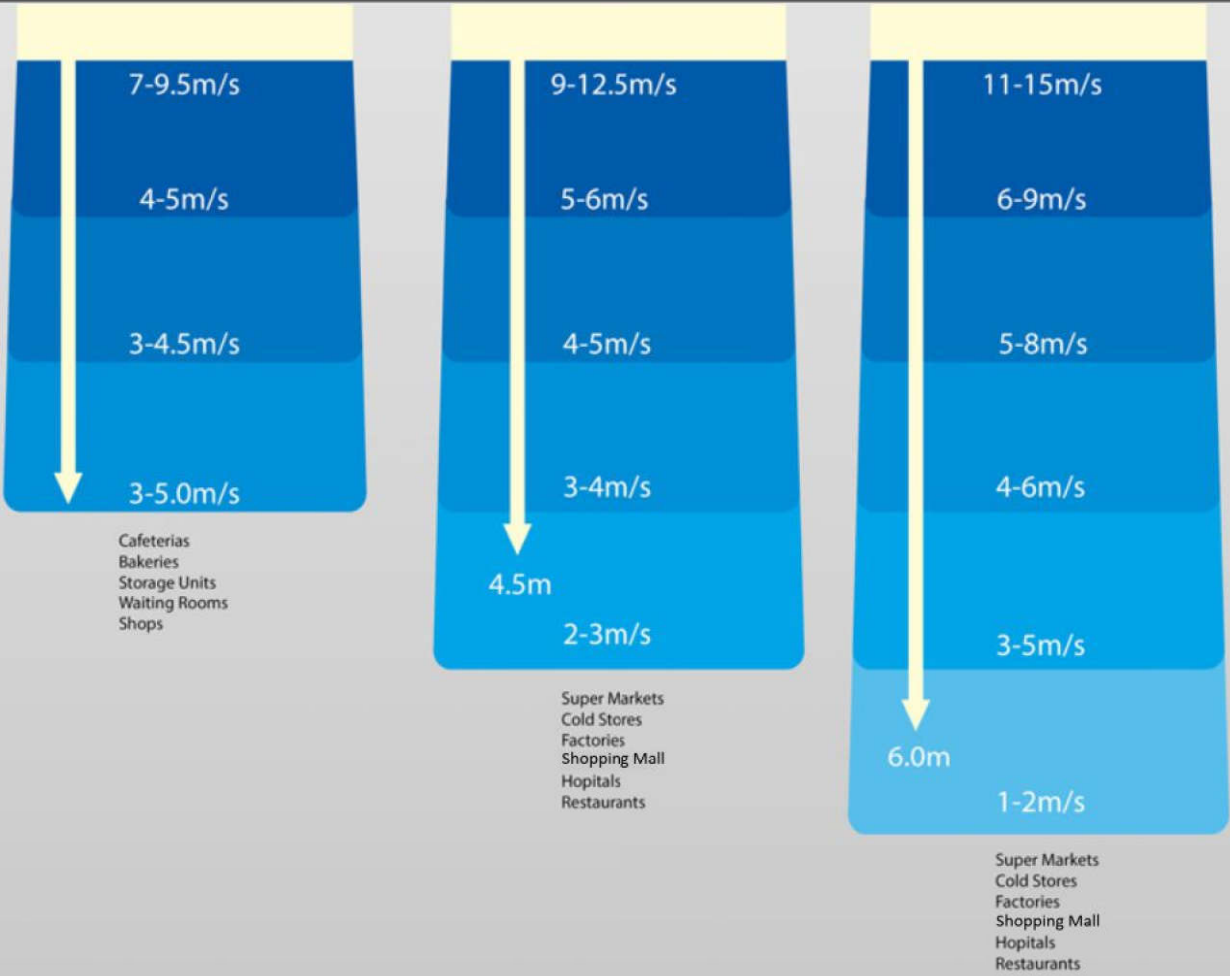 7-9.5m/s
4-5m/s
3-4.5m/s
3-5.0m/s
Cafeterias
Bakeries
Storage Units
Waiting Rooms
Shops
9-12.5m/s
5-6m/s
4-5m/s
3-4m/s
4.5m
2-3m/s
Super Markets
Cold Stores
Factories
Shopping Mall
Hopitals
Restaurants
11-15m/s
6-9m/s
5-8m/s
4-6m/s
3-5m/s
6.0m
1-2m/s
Super Markets
Cold Stores
Factories
Shopping Mall
Hopitals
Restaurants